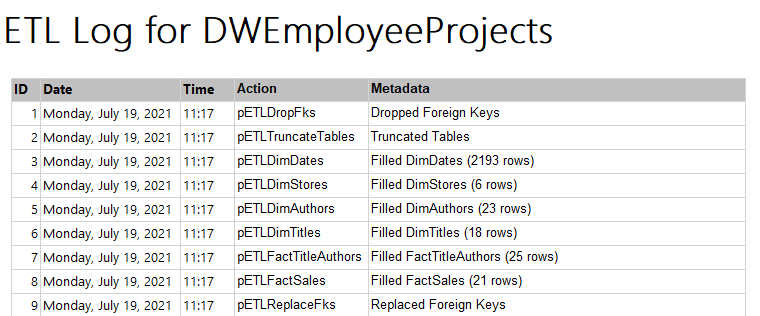 ETL Log for DWEmployeeProjects
ID Date Time Action Metadata
1 Monday, July 19, 2021 11:17 pETLDropFks Dropped Foreign Keys
2 Monday, July 19, 2021 11:17 pETLTruncateTables Truncated Tables
3 Monday, July 19, 2021 11:17 pETLDimDates Filled DimDates (2193 rows)
4 Monday, July 19, 2021 11:17 pETLDimStores Filled DimStores (6 rows)
5 Monday, July 19, 2021 11:17 pETLDimAuthors Filled DimAuthors (23 rows)
6 Monday, July 19, 2021 11:17 pETLDimTitles Filled DimTitles (18 rows)
7 Monday, July 19, 2021 11:17 pETLFactTitleAuthors Filled FactTitleAuthors (25 rows)
8 Monday, July 19, 2021 11:17 pETLFactSales Filled FactSales (21 rows)
9 Monday, July 19, 2021 11:17 pETLReplaceFks Replaced Foreign Keys